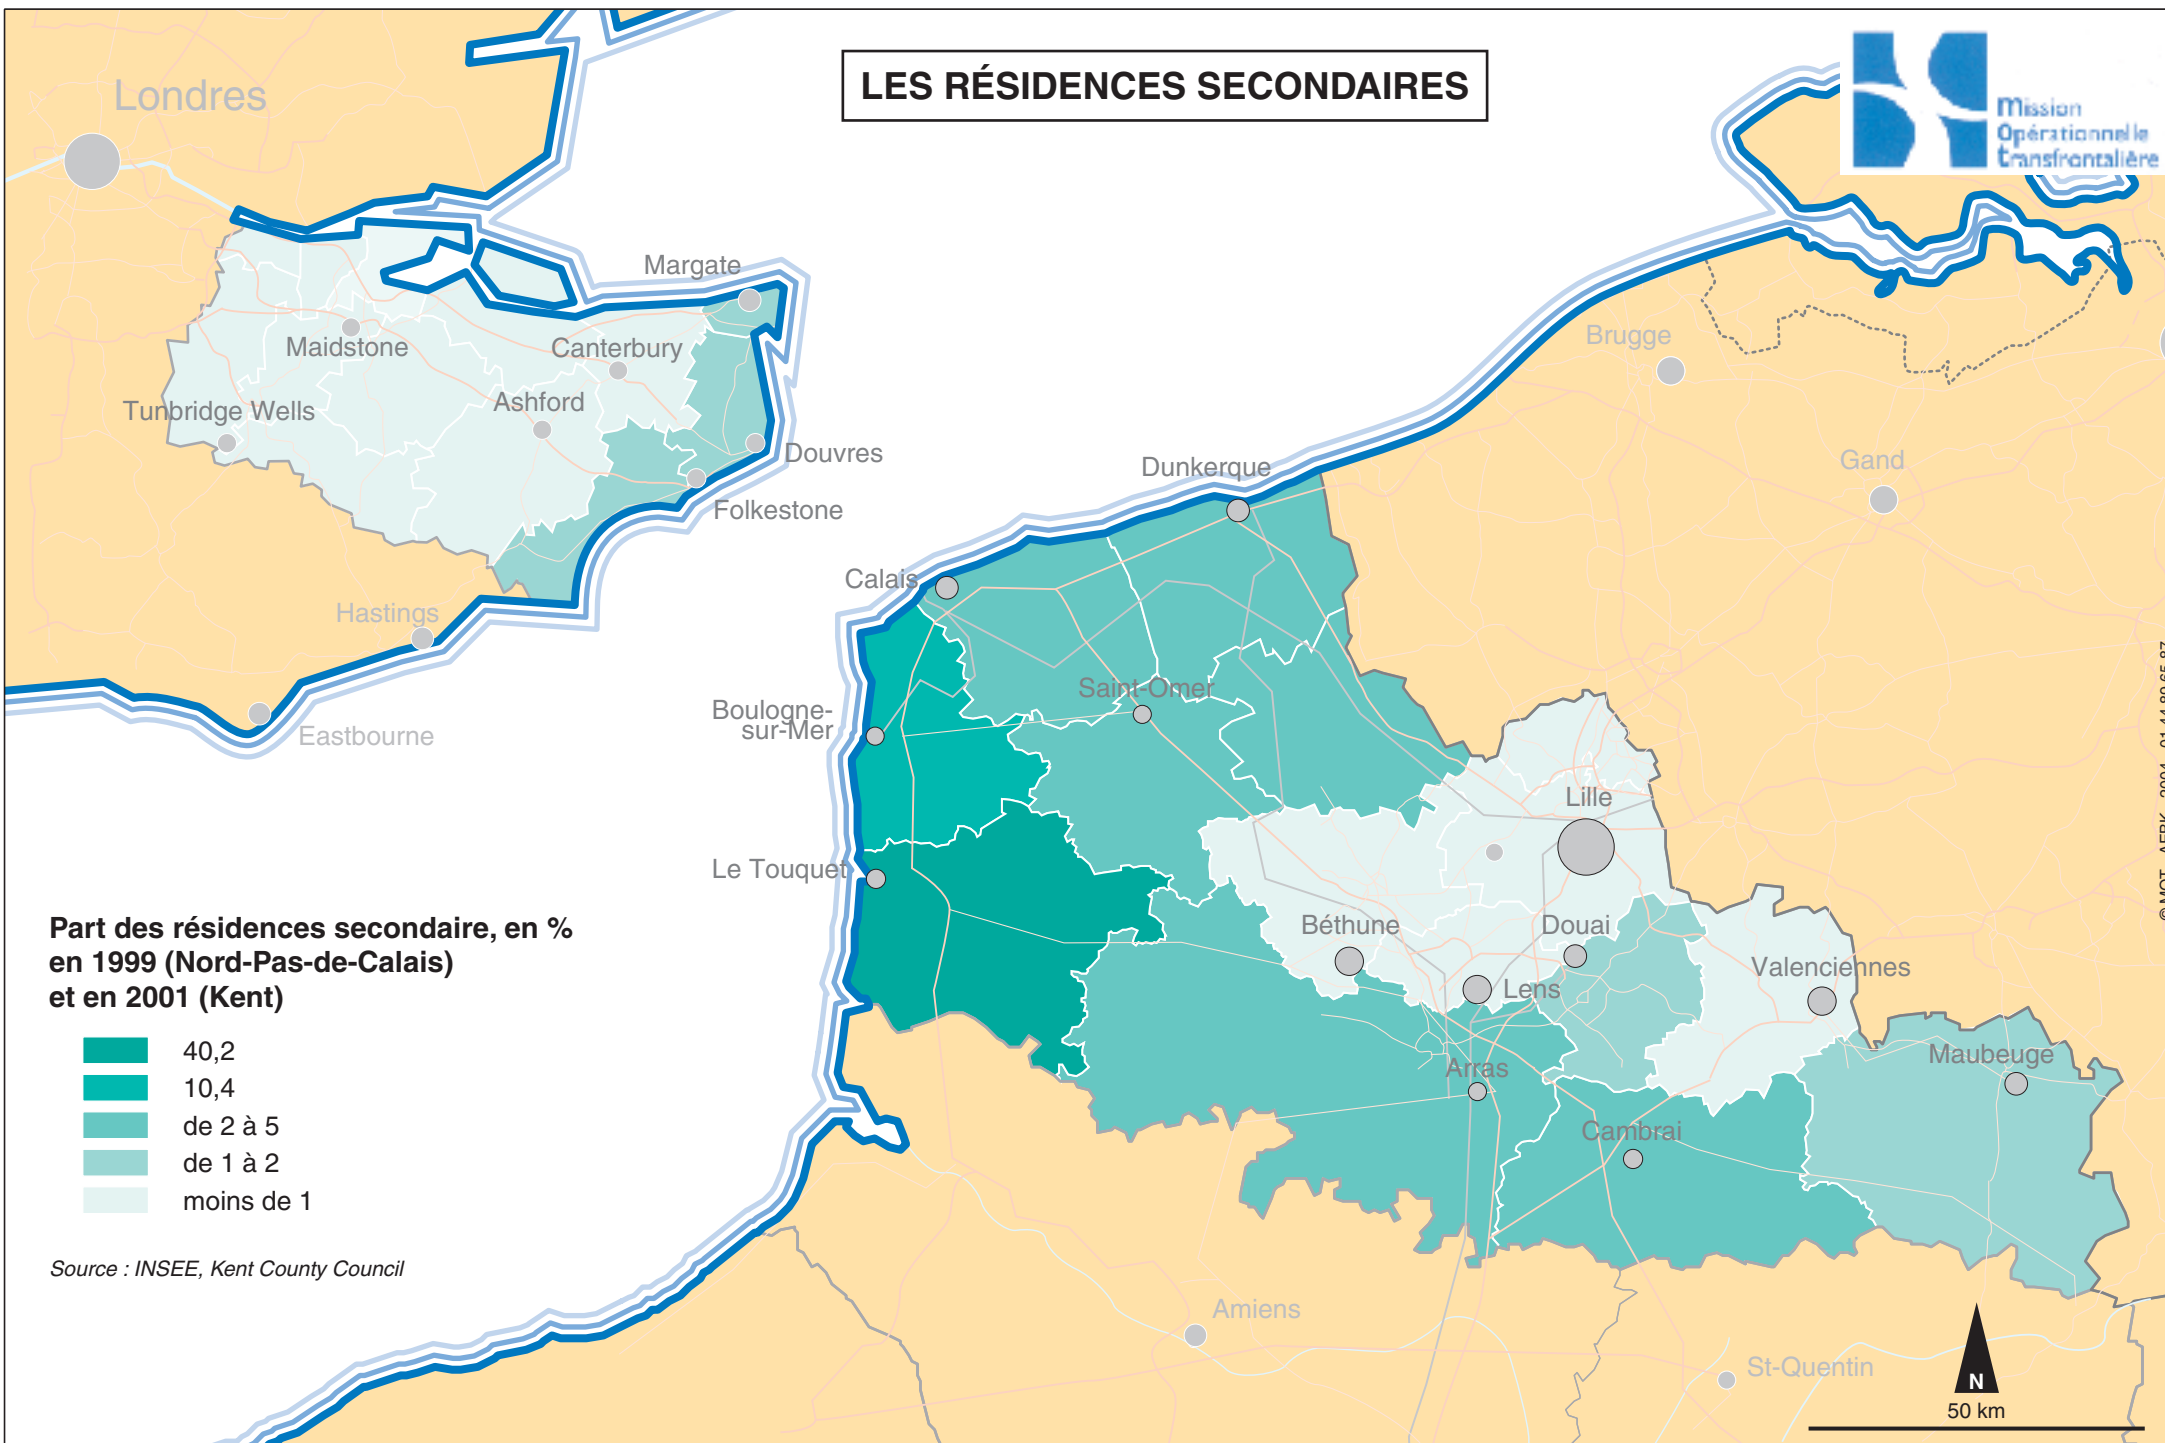 LES RÉSIDENCES SECONDAIRES
mission
opérationnelle
transfrontalière
Londres
Margate
Maidstone
Canterbury
Ashford
Tunbridge Wells
Douvres
Folkestone
Hastings
Eastbourne
Brugge
Gand
Dunkerque
Calais
Saint-Omer
Boulogne-
sur-Mer
Lille
Le Touquet
Béthune
Douai
Lens
Valenciennes
Maubeuge
Arras
Cambrai
Amiens
St-Quentin
Part des résidences secondaire, en %
en 1999 (Nord-Pas-de-Calais)
et en 2001 (Kent)
40,2
10,4
de 2 à 5
de 1 à 2
moins de 1
Source : INSEE, Kent County Council
N
50 km